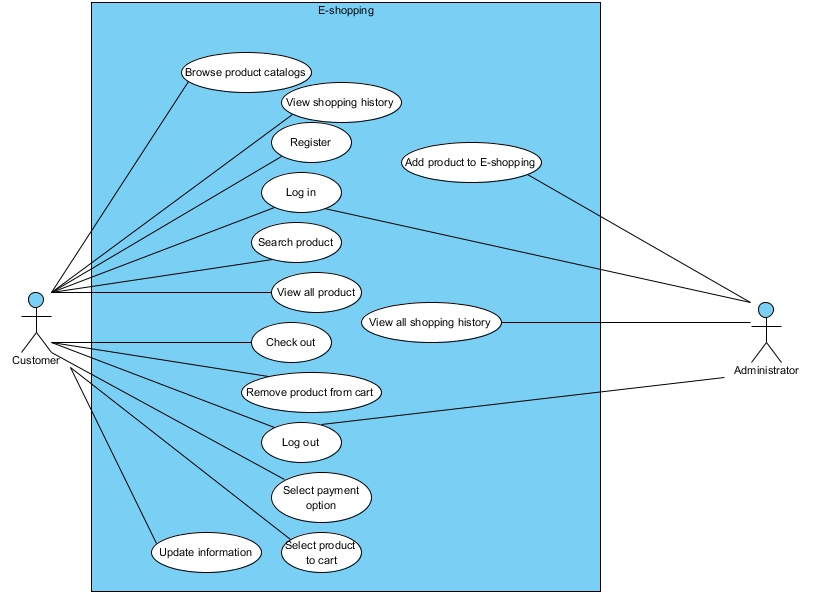 E-shopping
Browse product catalogs
View shopping history
Register
Add product to E-shopping
Log in
Search product
View all product
View all shopping history
Check out
Customer
Administrator
Remove product from cart
Log out
Select payment
option
Update information
Select product
to cart